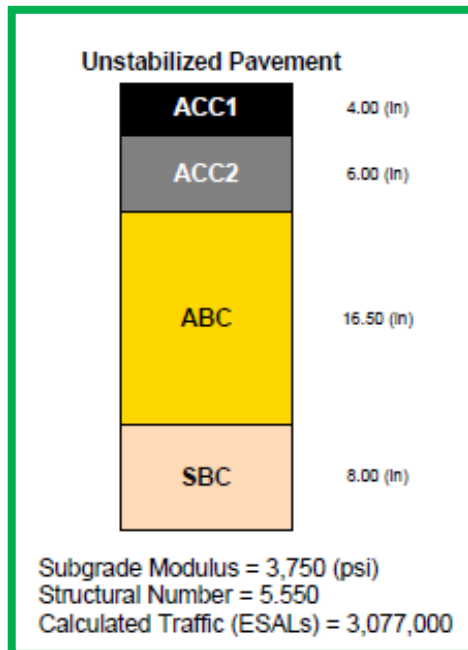 Unstabilized Pavement
ACC1 4.00 (in)
ACC2 6.00 (in)
ABC 16.50 (in)
SBC 8.00 (in)
Subgrade Modulus = 3,750 (psi)
Structural Number = 5.550
Calculated Traffic (ESALs) = 3,077,000